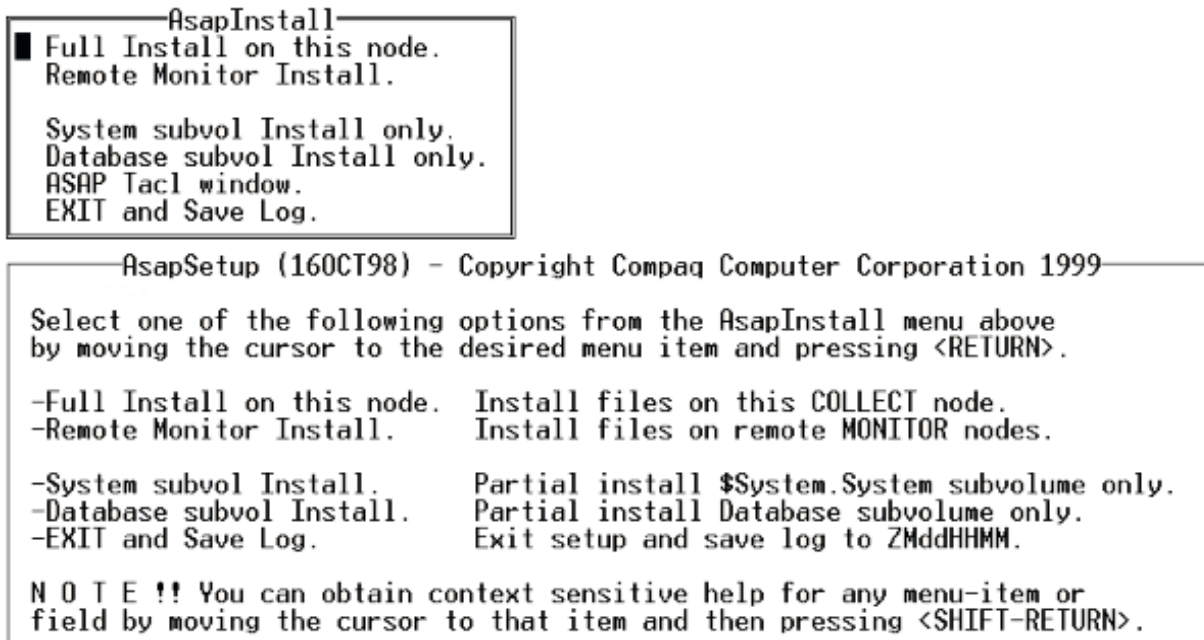 AsapInstall
Full Install on this node.
Remote Monitor Install.
System subvol Install only.
Database subvol Install only.
ASAP Tacl window.
EXIT and Save Log.
AsapSetup (16OCT98) - Copyright Compaq Computer Corporation 1999
Select one of the following options from the AsapInstall menu above
by moving the cursor to the desired menu item and pressing <RETURN>.
-Full Install on this node. Install files on this COLLECT node.
-Remote Monitor Install. Install files on remote MONITOR nodes.
-System subvol Install. Partial install $System.System subvolume only.
-Database subvol Install. Partial install Database subvolume only.
-EXIT and Save Log. Exit setup and save log to ZMddHHMM.
N O T E !! You can obtain context sensitive help for any menu-item or
field by moving the cursor to that item and then pressing <SHIFT-RETURN>.